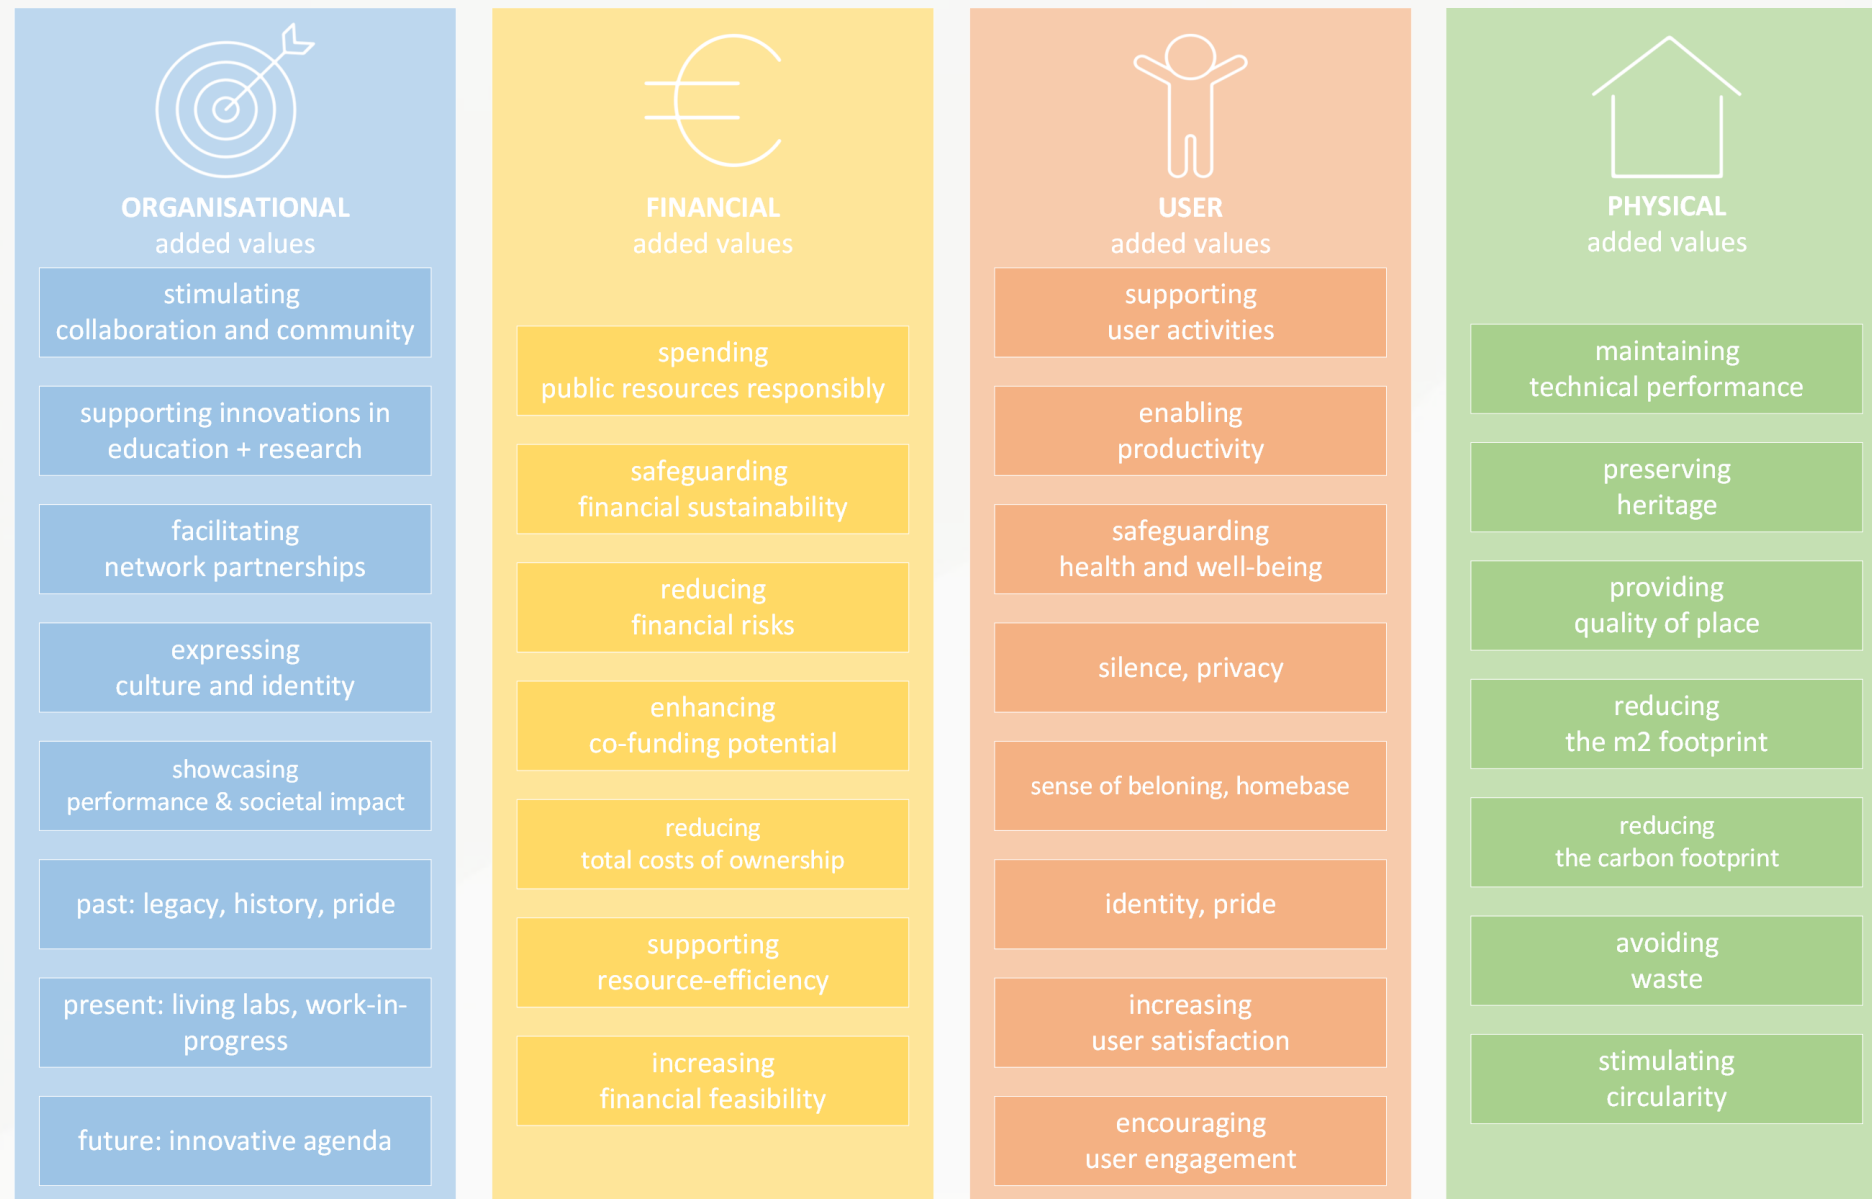 ORGANISATIONAL
added values
stimulating
collaboration and community
supporting innovations in
education + research
facilitating
network partnerships
expressing
culture and identity
showcasing
performance & societal impact
past: legacy, history, pride
present: living labs, work-in-
progress
future: innovative agenda
FINANCIAL
added values
spending
public resources responsibly
safeguarding
financial sustainability
reducing
financial risks
enhancing
co-funding potential
reducing
total costs of ownership
supporting
resource-efficiency
increasing
financial feasibility
USER
added values
supporting
user activities
enabling
productivity
safeguarding
health and well-being
silence, privacy
sense of beloning, homebase
identity, pride
increasing
user satisfaction
encouraging
user engagement
PHYSICAL
added values
maintaining
technical performance
preserving
heritage
providing
quality of place
reducing
the m2 footprint
reducing
the carbon footprint
avoiding
waste
stimulating
circularity